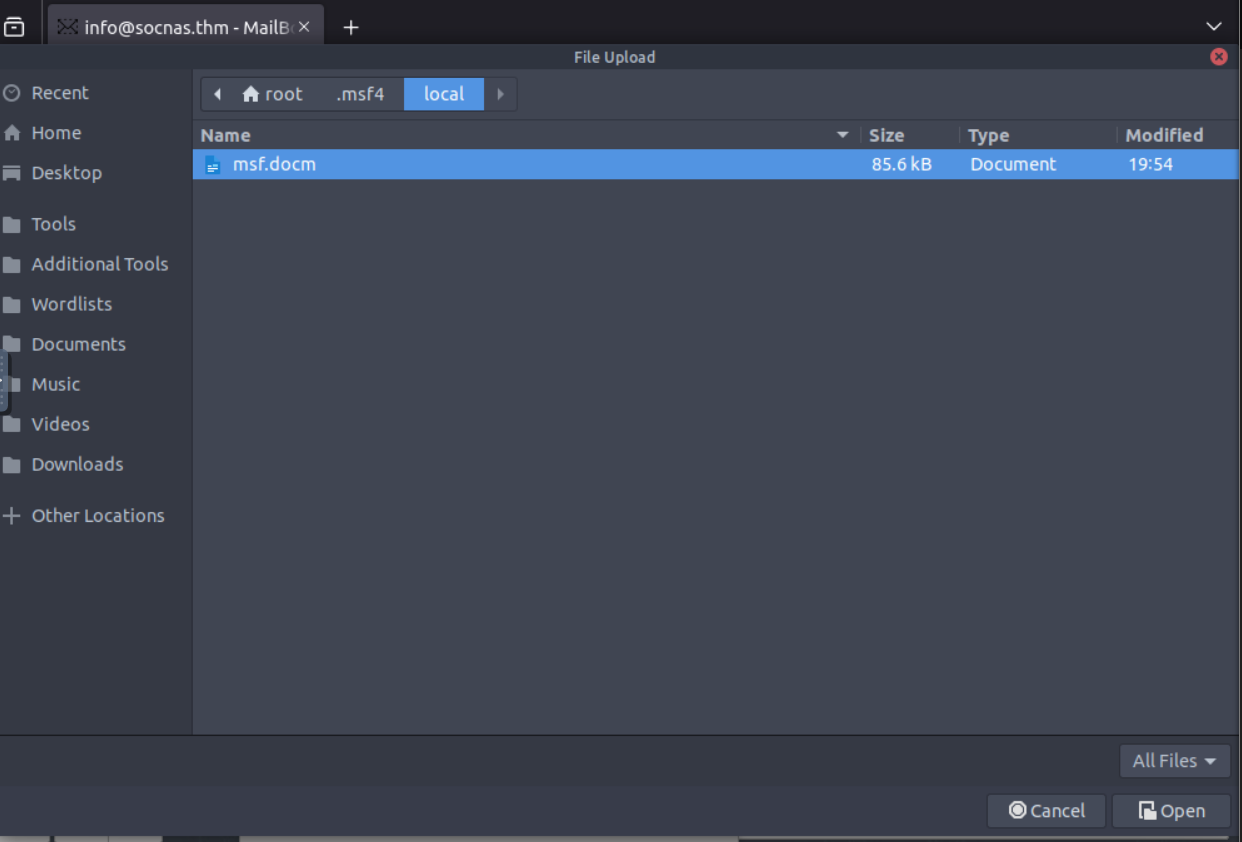 info@socnas.thm - MailB
File Upload
Recent
Home
Desktop
Tools
Additional Tools
Wordlists
Documents
Music
Videos
Downloads
Other Locations
root .msf4 local
Name Size Type Modified
msf.docm 85.6 kB Document 19:54
All Files
Cancel Open